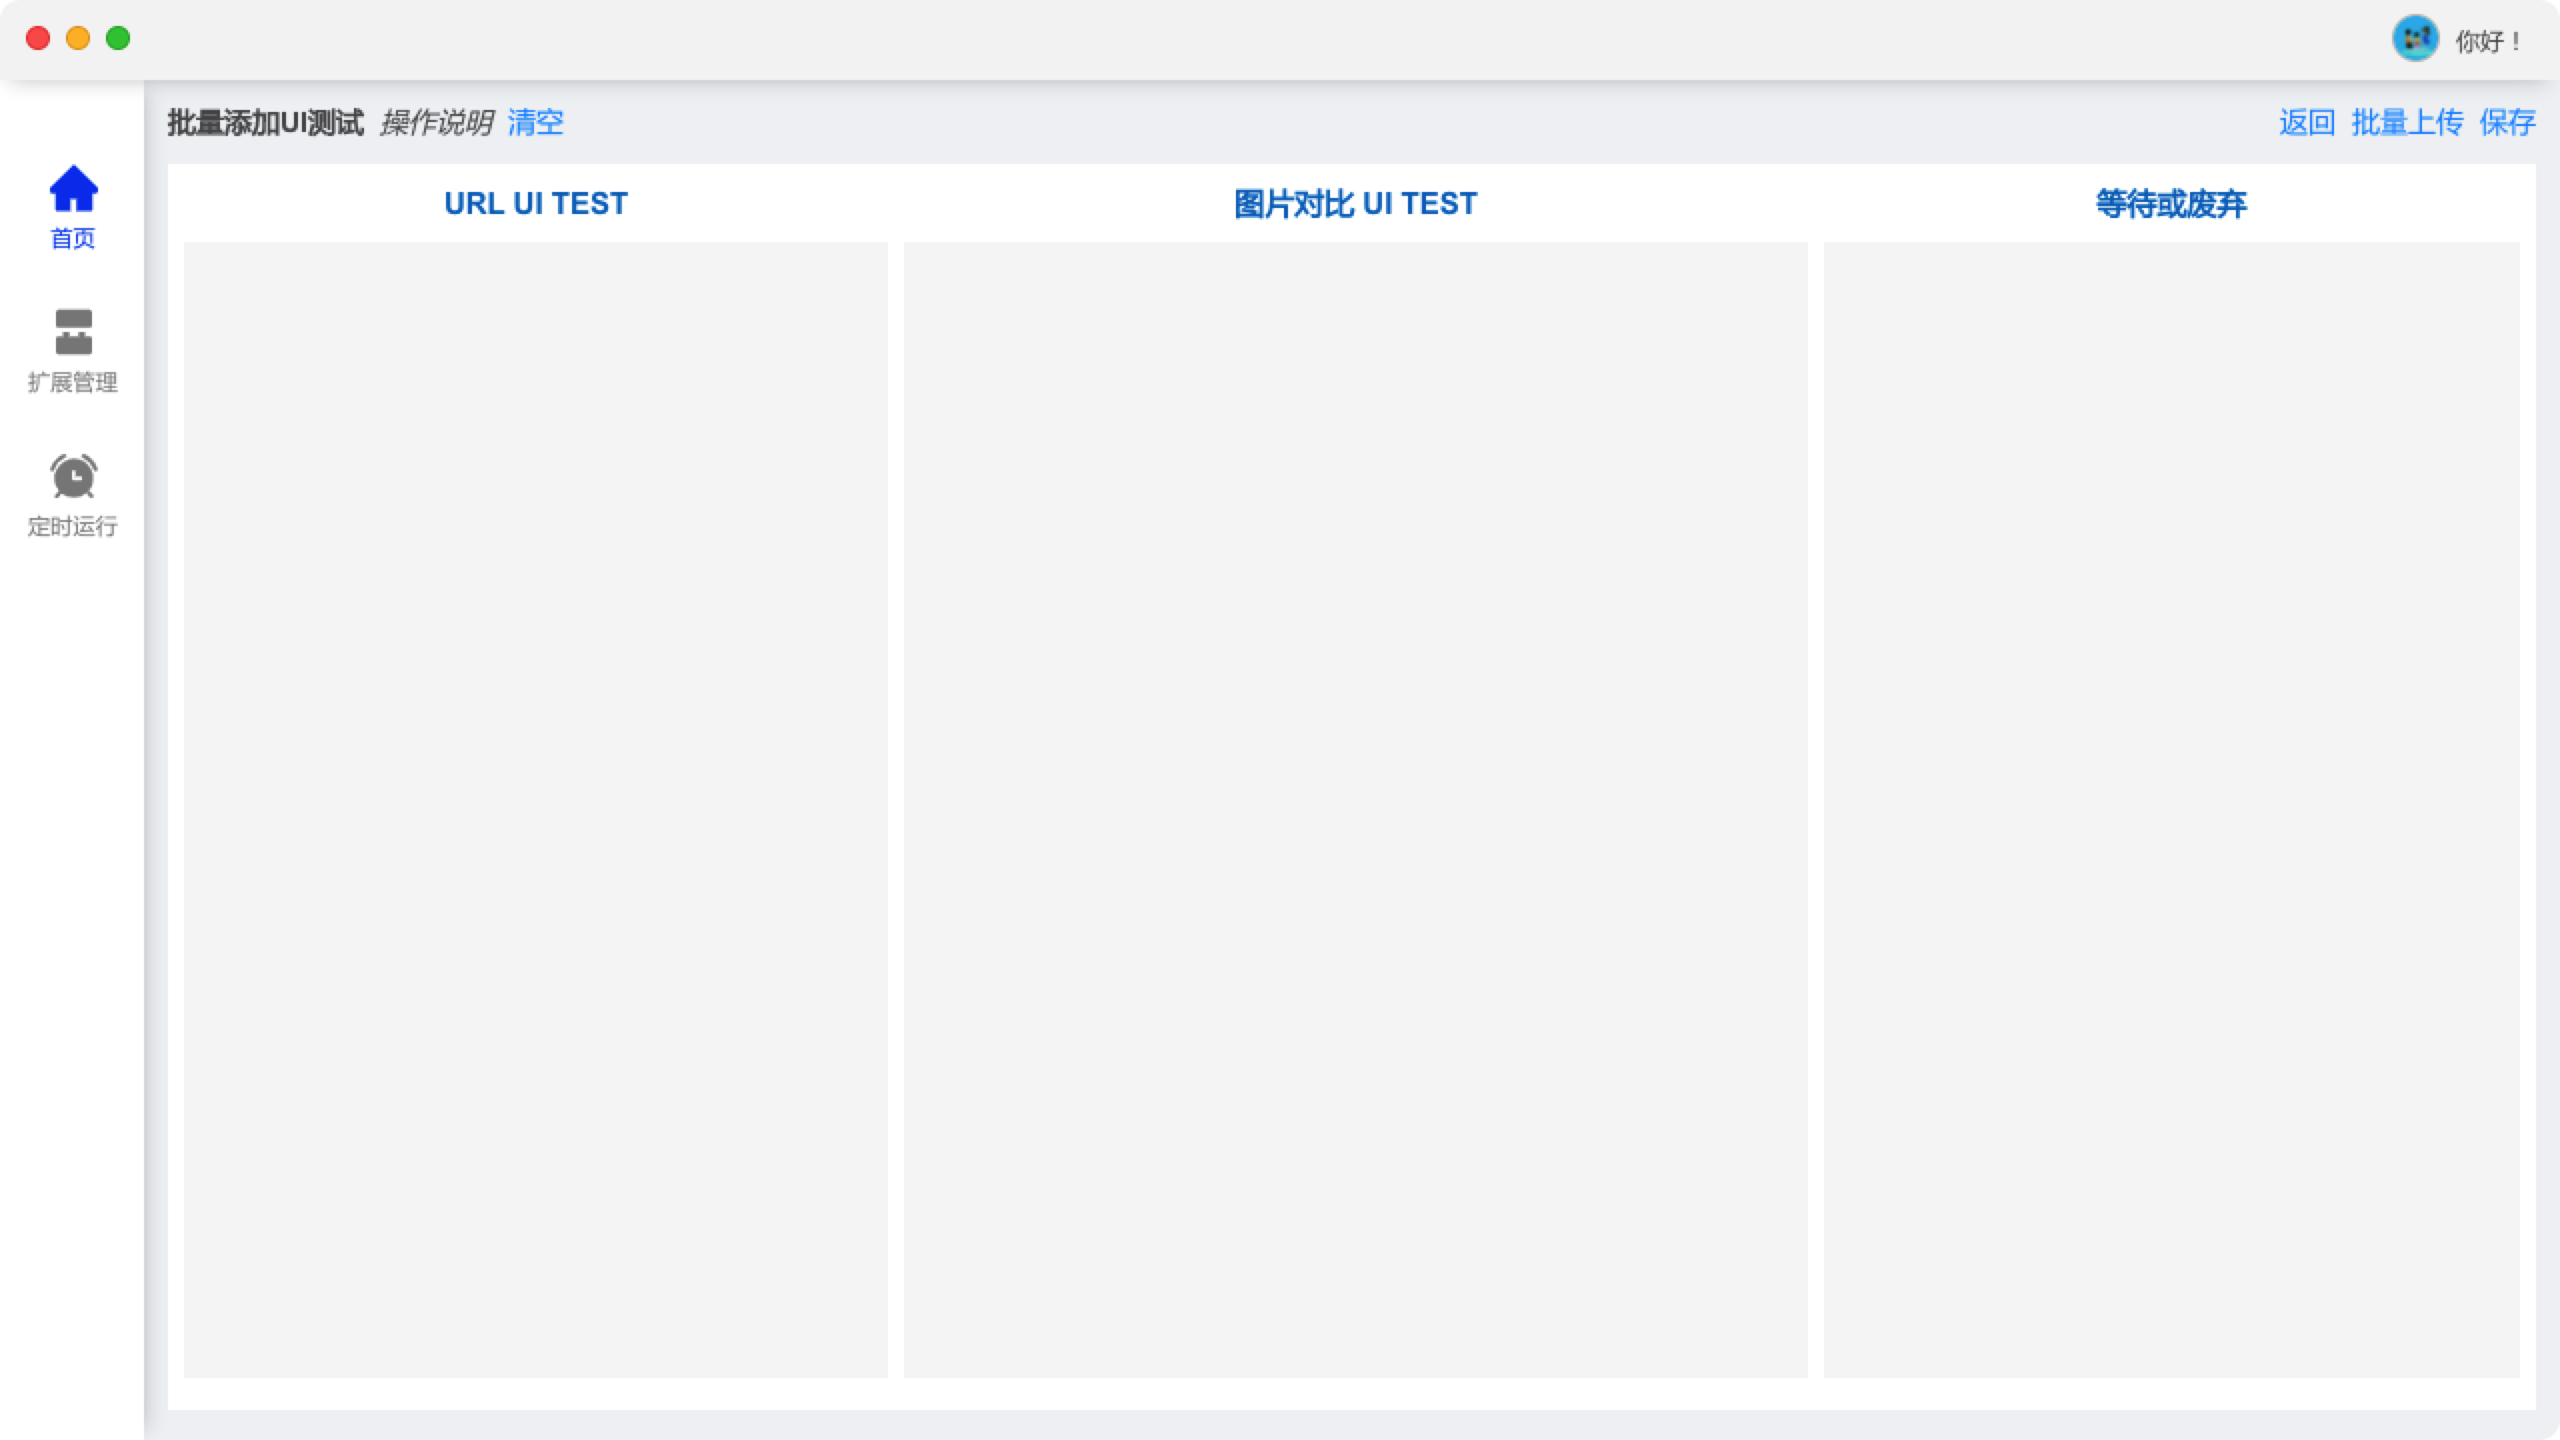 你好！
批量添加UI测试 操作说明 清空
返回 批量上传 保存
首页
扩展管理
定时运行
URL UI TEST
图片对比 UI TEST
等待或废弃